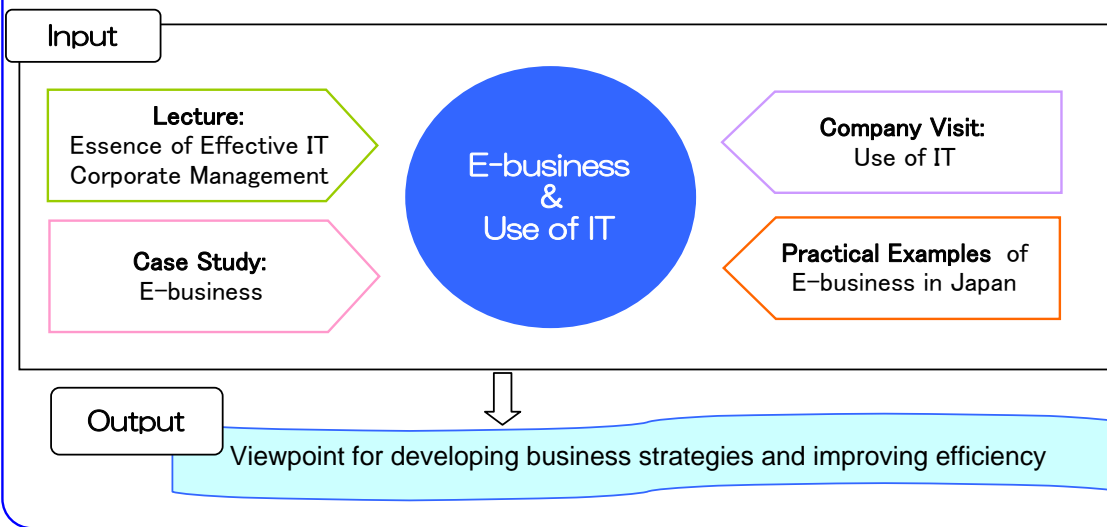 Input
Lecture:
Essence of Effective IT
Corporate Management
Case Study:
E-business
E-business
&
Use of IT
Company Visit:
Use of IT
Practical Examples of
E-business in Japan
Output
Viewpoint for developing business strategies and improving efficiency